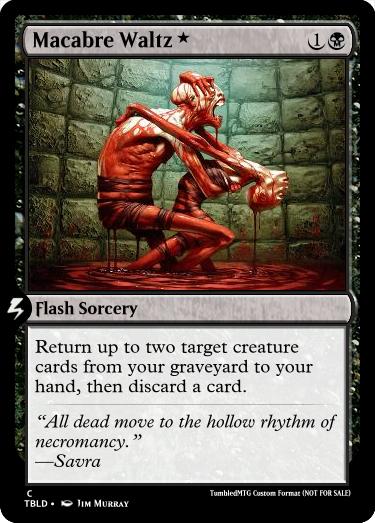 Macabre Waltz ★ 1
Flash Sorcery
Return up to two target creature
cards from your graveyard to your
hand, then discard a card.
“All dead move to the hollow rhythm of
necromancy.”
—Savra
C
TBLD • Jim Murray
TumbledMTG Custom Format (NOT FOR SALE)